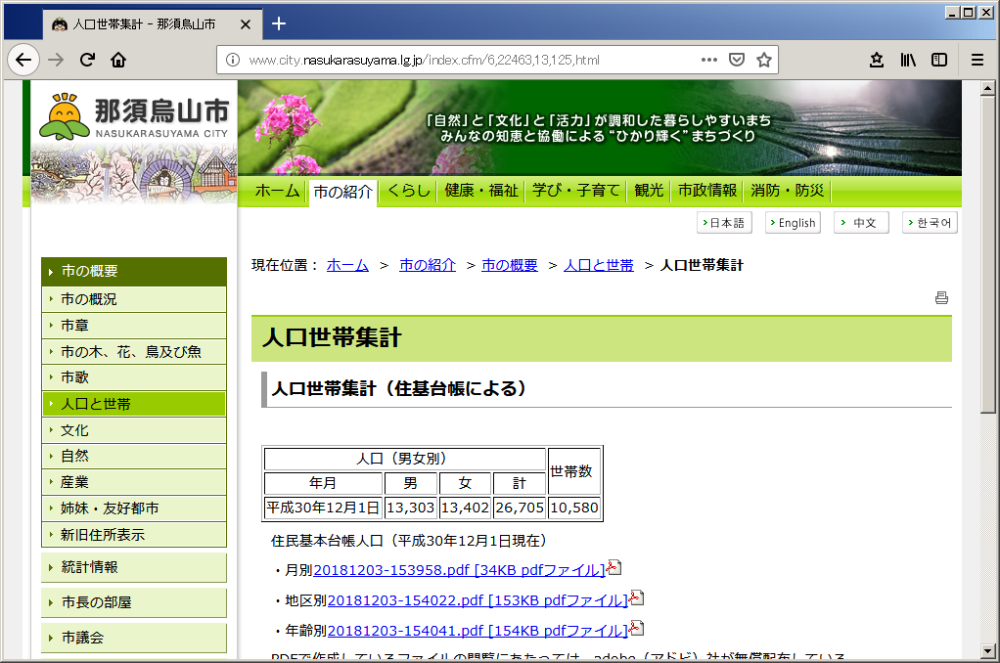 人口世帯集計 - 那須烏山市
www.city.nasukarasuyama.lg.jp/index.cfm/6,22463,13,125,html
那須烏山市
NASUKARASUYAMA CITY
「自然」と「文化」と「活力」が調和した暮らしやすいまち
みんなの知恵と協働による“ひかり輝く”まちづくり
ホーム 市の紹介 くらし 健康・福祉 学び・子育て 観光 市政情報 消防・防災
日本語 English 中文 한국어
市の概要
市の概況
市章
市の木、花、鳥及び魚
市歌
人口と世帯
文化
自然
産業
姉妹・友好都市
新旧住所表示
統計情報
市長の部屋
市議会
現在位置： ホーム > 市の紹介 > 市の概要 > 人口と世帯 > 人口世帯集計
人口世帯集計
人口世帯集計（住基台帳による）
人口（男女別） 世帯数
年月 男 女 計
平成30年12月1日 13,303 13,402 26,705 10,580
住民基本台帳人口（平成30年12月1日現在）
・月別20181203-153958.pdf [34KB pdfファイル]
・地区別20181203-154022.pdf [153KB pdfファイル]
・年齢別20181203-154041.pdf [154KB pdfファイル]
PDFで作成しているファイルの閲覧にあたっては、adobe（アドビ）社が無償配布している